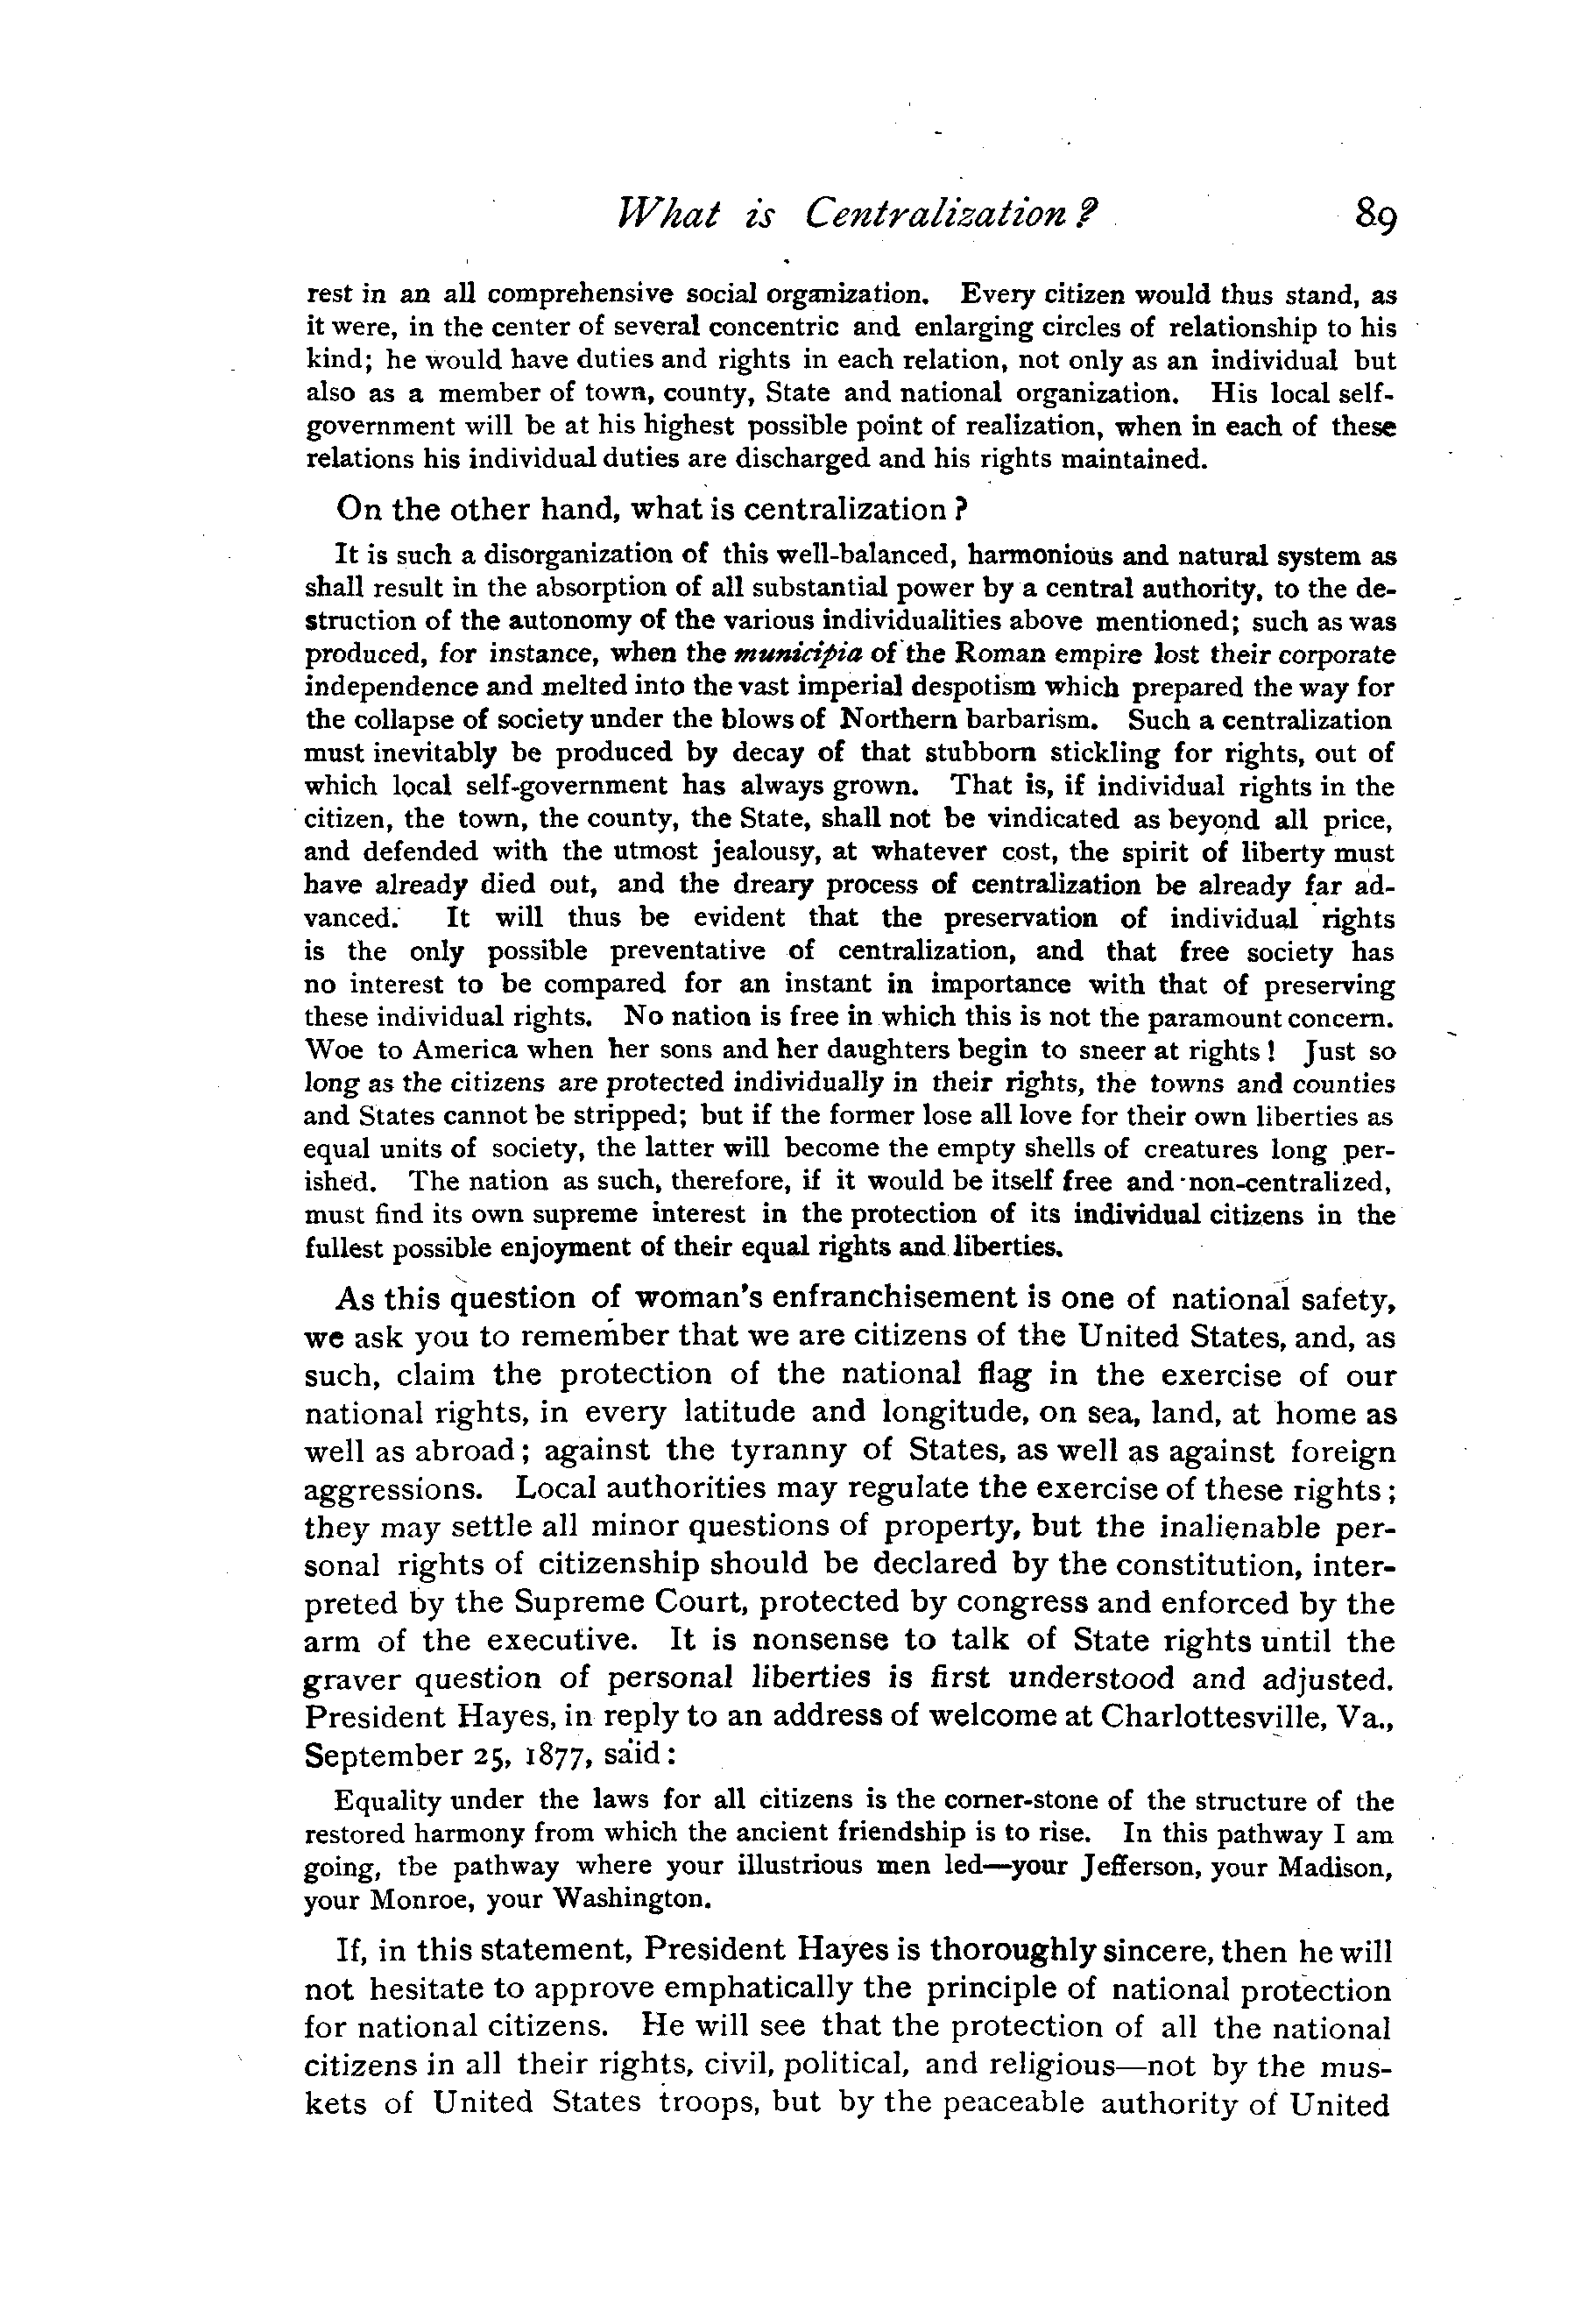 What is Centralization? 89
rest in an all comprehensive social organization. Every citizen would thus stand, as
it were, in the center of several concentric and enlarging circles of relationship to his
kind; he would have duties and rights in each relation, not only as an individual but
also as a member of town, county, State and national organization. His local self-
government will be at his highest possible point of realization, when in each of these
relations his individual duties are discharged and his rights maintained.
On the other hand, what is centralization?
It is such a disorganization of this well-balanced, harmonious and natural system as
shall result in the absorption of all substantial power by a central authority, to the de-
struction of the autonomy of the various individualities above mentioned; such as was
produced, for instance, when the municipia of the Roman empire lost their corporate
independence and melted into the vast imperial despotism which prepared the way for
the collapse of society under the blows of Northern barbarism. Such a centralization
must inevitably be produced by decay of that stubborn stickling for rights, out of
which local self-government has always grown. That is, if individual rights in the
citizen, the town, the county, the State, shall not be vindicated as beyond all price,
and defended with the utmost jealousy, at whatever cost, the spirit of liberty must
have already died out, and the dreary process of centralization be already far ad-
vanced. It will thus be evident that the preservation of individual rights
is the only possible preventative of centralization, and that free society has
no interest to be compared for an instant in importance with that of preserving
these individual rights. No nation is free in which this is not the paramount concern.
Woe to America when her sons and her daughters begin to sneer at rights! Just so
long as the citizens are protected individually in their rights, the towns and counties
and States cannot be stripped; but if the former lose all love for their own liberties as
equal units of society, the latter will become the empty shells of creatures long per-
ished. The nation as such, therefore, if it would be itself free and non-centralized,
must find its own supreme interest in the protection of its individual citizens in the
fullest possible enjoyment of their equal rights and liberties.
As this question of woman's enfranchisement is one of national safety,
we ask you to remember that we are citizens of the United States, and, as
such, claim the protection of the national flag in the exercise of our
national rights, in every latitude and longitude, on sea, land, at home as
well as abroad; against the tyranny of States, as well as against foreign
aggressions. Local authorities may regulate the exercise of these rights;
they may settle all minor questions of property, but the inalienable per-
sonal rights of citizenship should be declared by the constitution, inter-
preted by the Supreme Court, protected by congress and enforced by the
arm of the executive. It is nonsense to talk of State rights until the
graver question of personal liberties is first understood and adjusted.
President Hayes, in reply to an address of welcome at Charlottesville, Va.,
September 25, 1877, said:
Equality under the laws for all citizens is the corner-stone of the structure of the
restored harmony from which the ancient friendship is to rise. In this pathway I am
going, the pathway where your illustrious men led—your Jefferson, your Madison,
your Monroe, your Washington.
If, in this statement, President Hayes is thoroughly sincere, then he will
not hesitate to approve emphatically the principle of national protection
for national citizens. He will see that the protection of all the national
citizens in all their rights, civil, political, and religious—not by the mus-
kets of United States troops, but by the peaceable authority of United